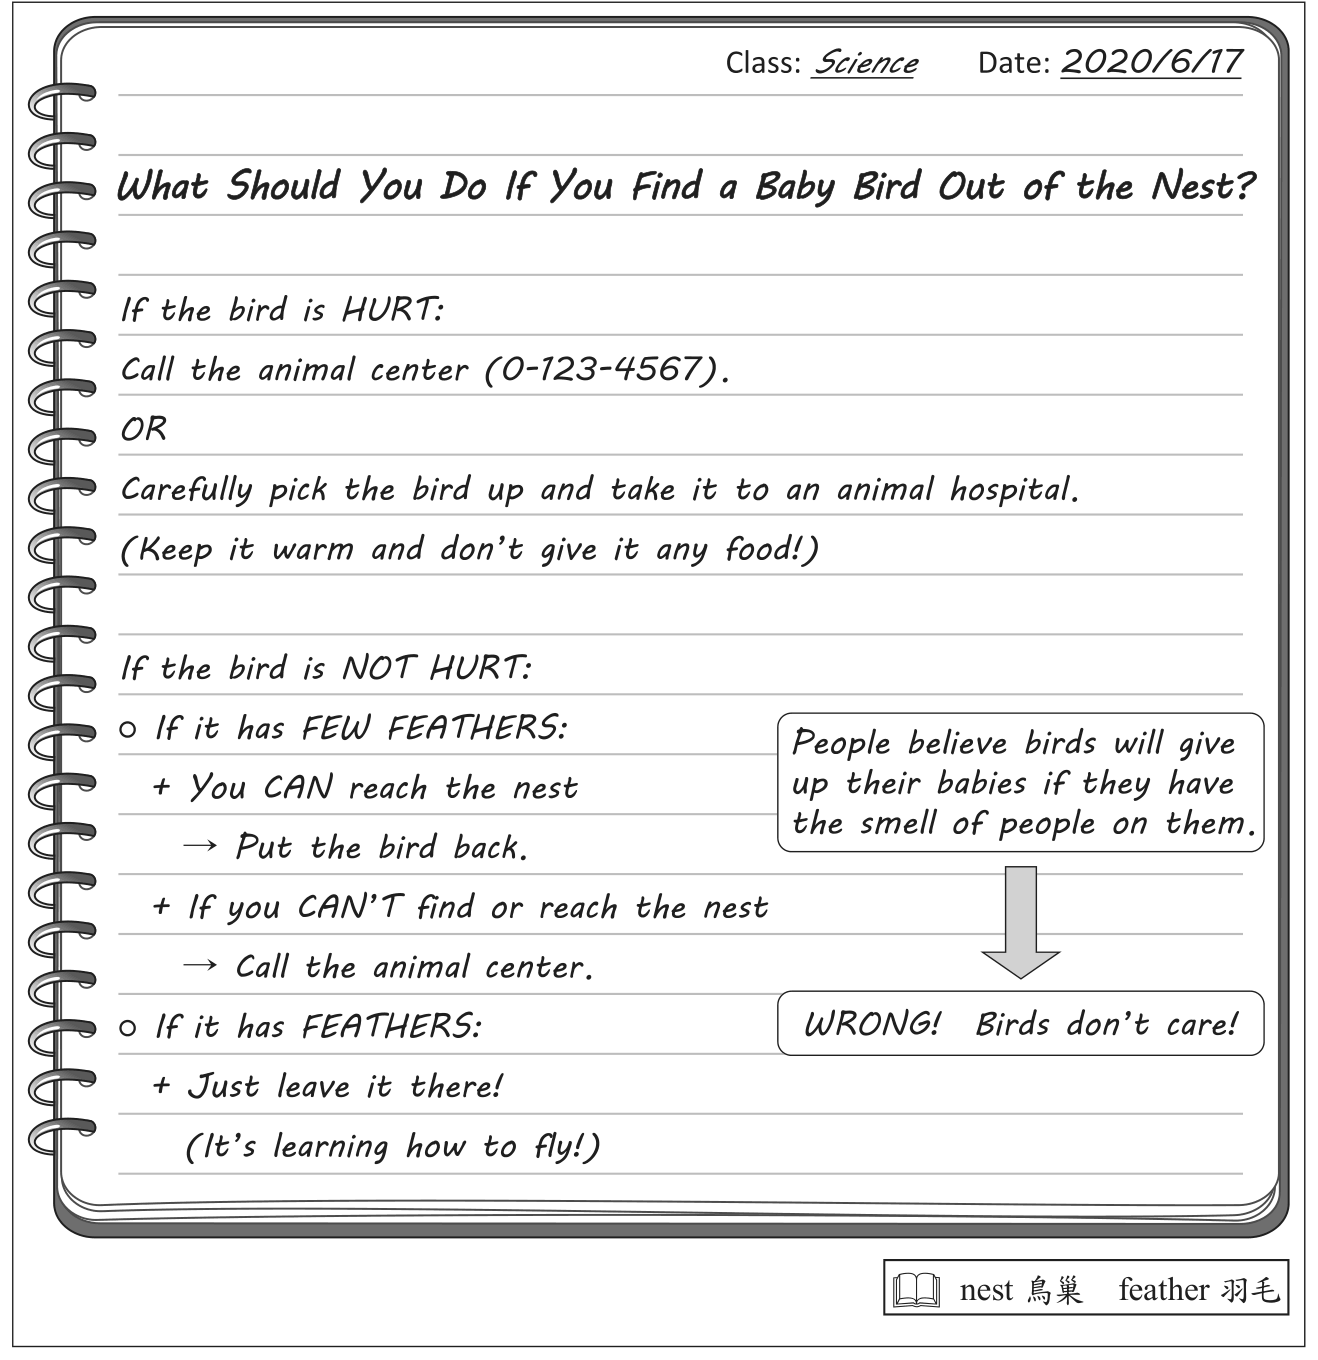 Class: Science Date: 2020/6/17
What Should You Do If You Find a Baby Bird Out of the Nest?
If the bird is HURT:
Call the animal center (0-123-4567).
OR
Carefully pick the bird up and take it to an animal hospital.
(Keep it warm and don't give it any food!)
If the bird is NOT HURT:
○ If it has FEW FEATHERS:
+ You CAN reach the nest
→ Put the bird back.
+ If you CAN'T find or reach the nest
→ Call the animal center.
○ If it has FEATHERS:
+ Just leave it there!
(It's learning how to fly!)
People believe birds will give
up their babies if they have
the smell of people on them.
WRONG! Birds don't care!
nest 鳥巢 feather 羽毛